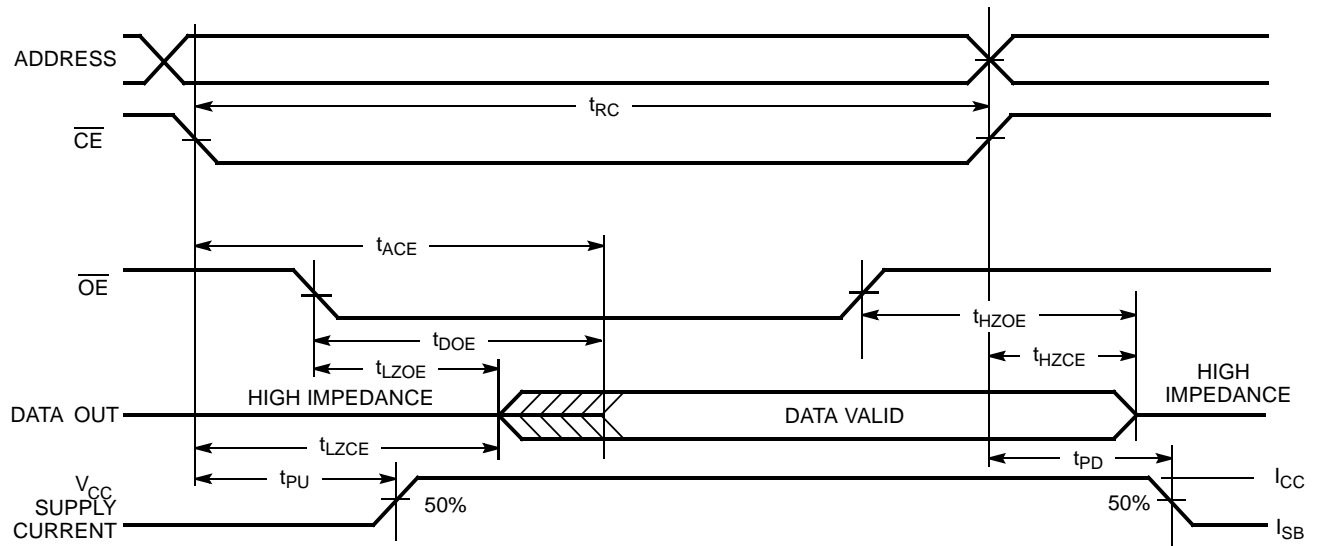 ADDRESS
tRC
CE
tACE
OE
tHZOE
tDOE
tHZCE
tLZOE
HIGH
IMPEDANCE
HIGH IMPEDANCE
DATA OUT
DATA VALID
tLZCE
tPD
tPU
VCC
SUPPLY
CURRENT
50%
50%
ICC
ISB